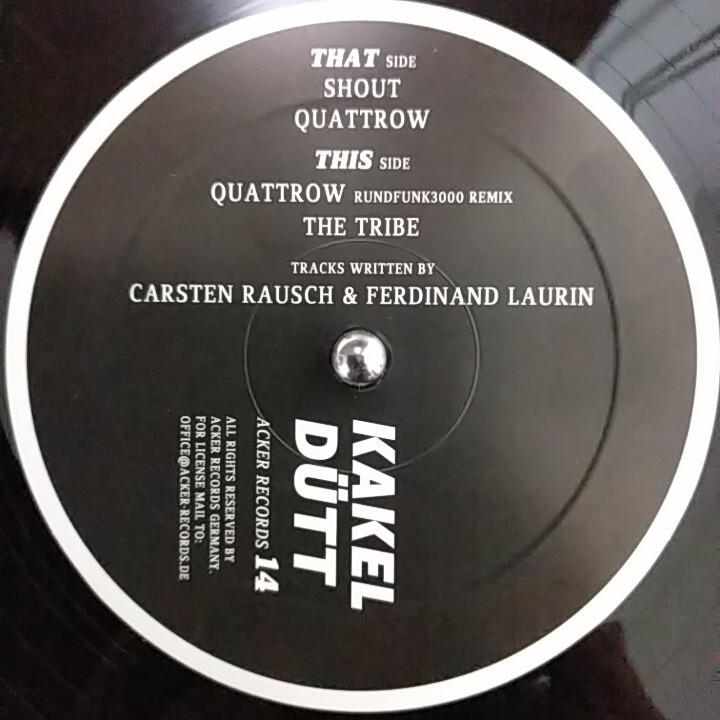 THAT SIDE
SHOUT
QUATTROW
THIS SIDE
QUATTROW RUNDFUNK3000 REMIX
THE TRIBE
TRACKS WRITTEN BY
CARSTEN RAUSCH & FERDINAND LAURIN
KAKEL
DÜTT
ACKER RECORDS 14
ALL RIGHTS RESERVED BY
ACKER RECORDS GERMANY.
FOR LICENSE MAIL TO:
OFFICE@ACKER-RECORDS.DE